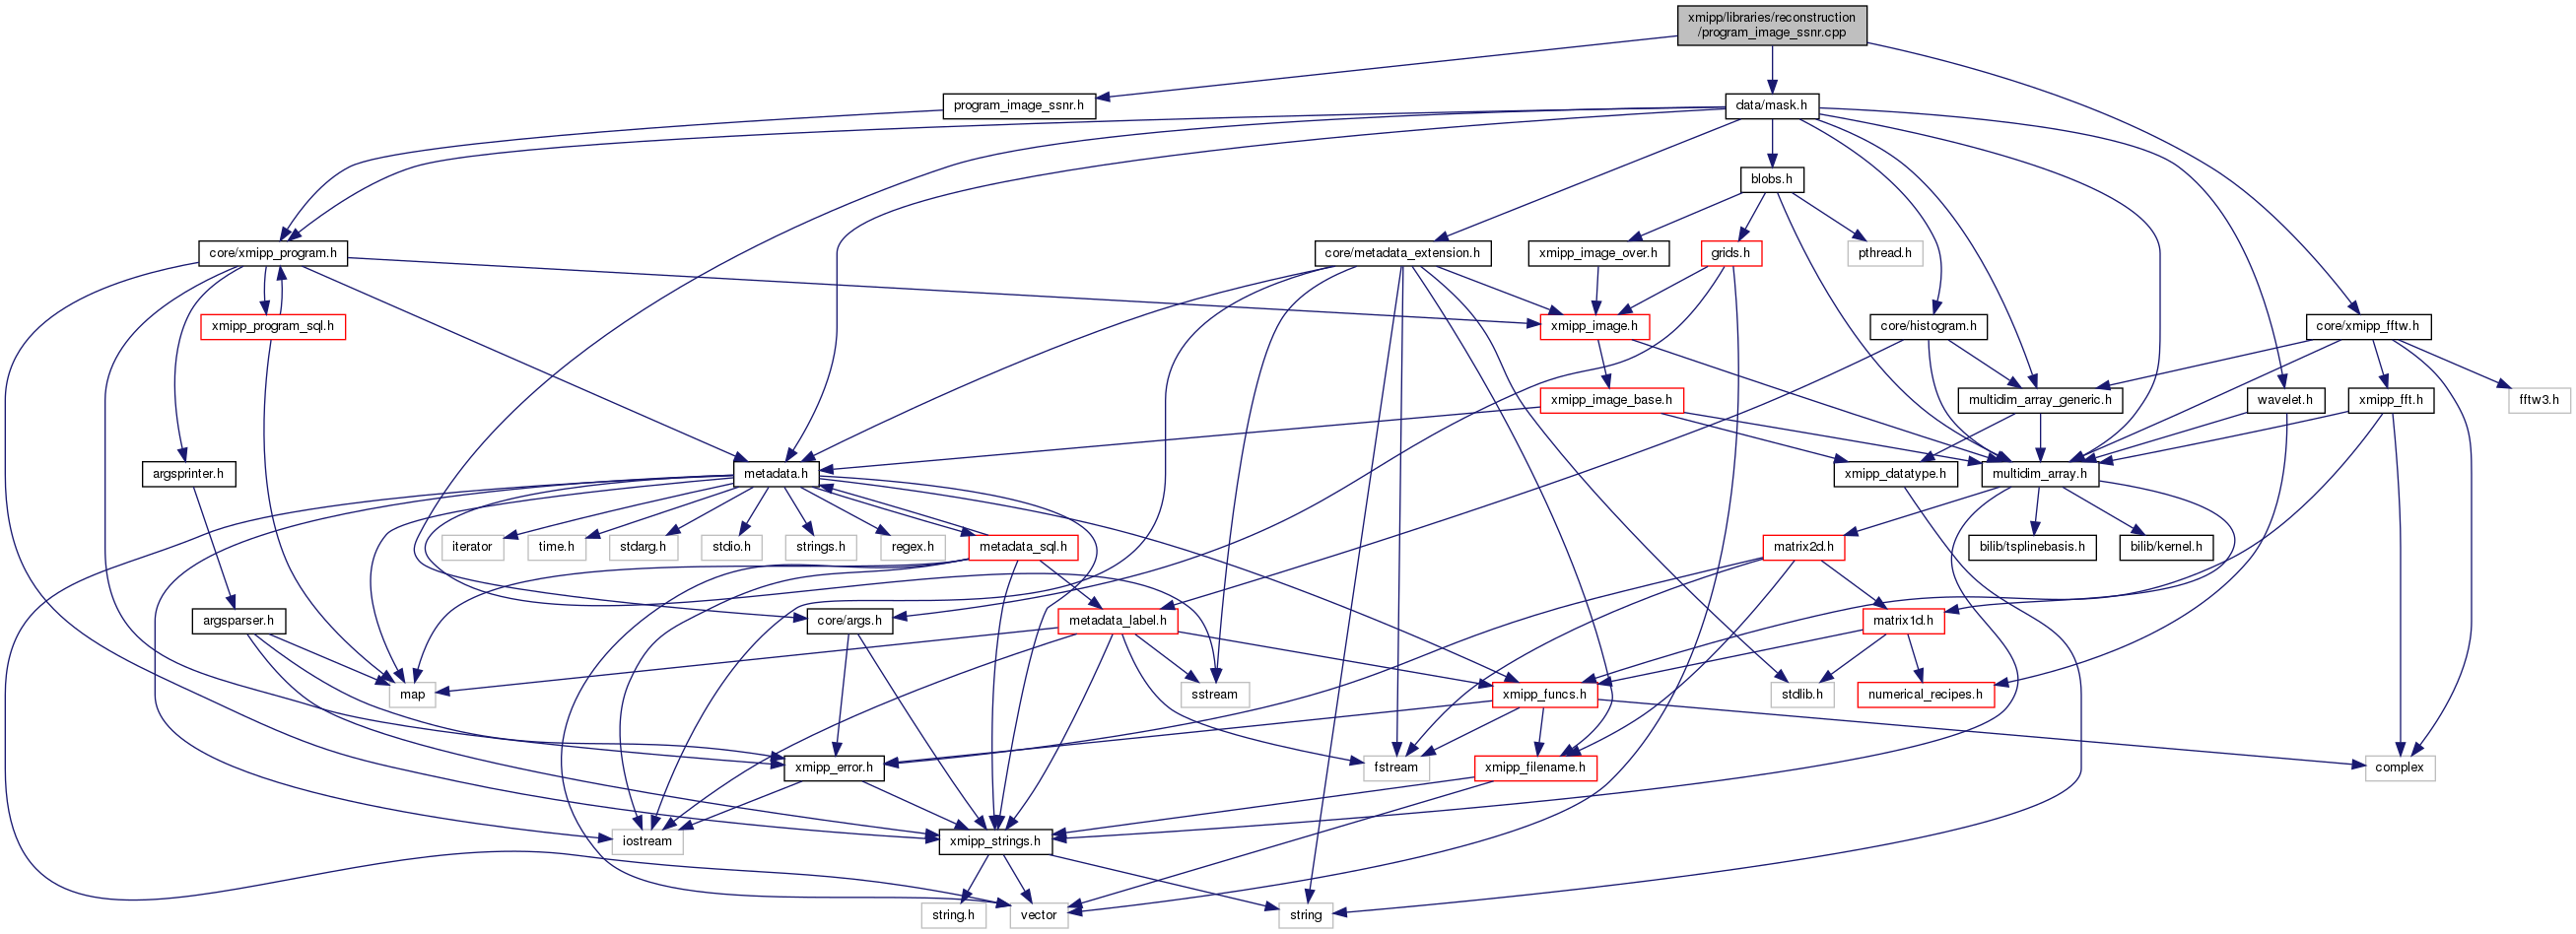 xmipp/libraries/reconstruction
/program_image_ssnr.cpp
program_image_ssnr.h
data/mask.h
blobs.h
core/xmipp_program.h
core/metadata_extension.h
xmipp_image_over.h
grids.h
pthread.h
xmipp_program_sql.h
xmipp_image.h
core/histogram.h
core/xmipp_fftw.h
xmipp_image_base.h
multidim_array_generic.h
wavelet.h
xmipp_fft.h
fftw3.h
argsprinter.h
metadata.h
xmipp_datatype.h
multidim_array.h
iterator
time.h
stdarg.h
stdio.h
strings.h
regex.h
metadata_sql.h
matrix2d.h
bilib/tsplinebasis.h
bilib/kernel.h
argsparser.h
core/args.h
metadata_label.h
matrix1d.h
map
sstream
xmipp_funcs.h
stdlib.h
numerical_recipes.h
xmipp_error.h
fstream
xmipp_filename.h
complex
iostream
xmipp_strings.h
string.h
vector
string